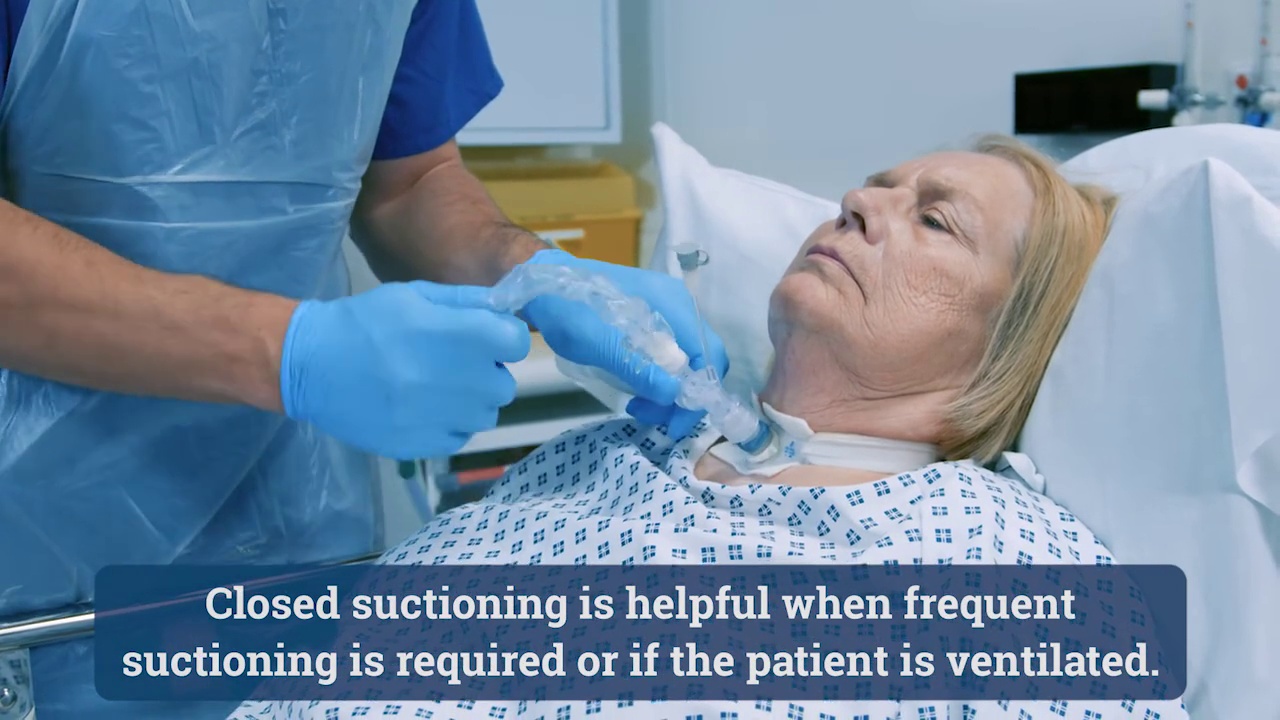 Closed suctioning is helpful when frequent
suctioning is required or if the patient is ventilated.